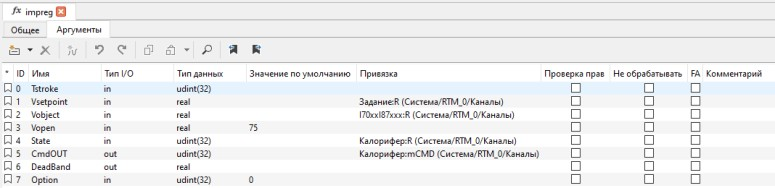 fx impreg
Общее Аргументы
* ID Имя Тип I/O Тип данных Значение по умолчанию Привязка Проверка прав Не обрабатывать FA Комментарий
0 Tstroke in udint(32)
1 Vsetpoint in real Задание:R (Система/RTM_0/Каналы)
2 Vobject in real I70xxI87xxx:R (Система/RTM_0/Каналы)
3 Vopen in real 75
4 State in udint(32) Калорифер:R (Система/RTM_0/Каналы)
5 CmdOUT out udint(32) Калорифер:mCMD (Система/RTM_0/Каналы)
6 DeadBand out real
7 Option in udint(32) 0